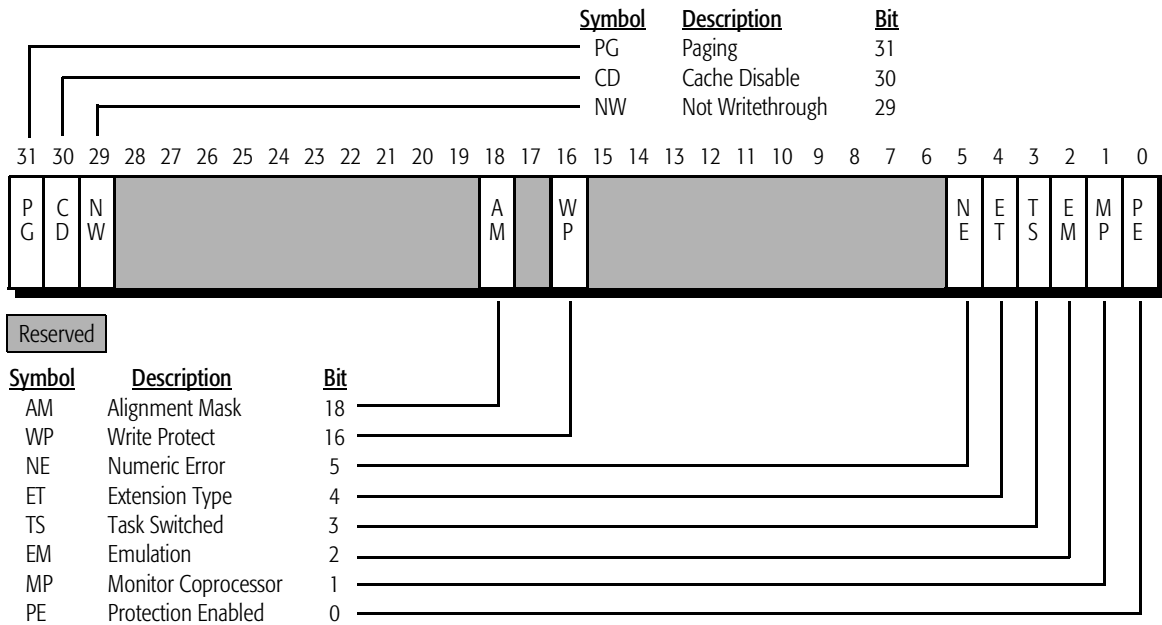 Symbol Description Bit
PG Paging 31
CD Cache Disable 30
NW Not Writethrough 29
31 30 29 28 27 26 25 24 23 22 21 20 19 18 17 16 15 14 13 12 11 10 9 8 7 6 5 4 3 2 1 0
P C N A W N E T E M P
G D W M P E T S M P E
Reserved
Symbol Description Bit
AM Alignment Mask 18
WP Write Protect 16
NE Numeric Error 5
ET Extension Type 4
TS Task Switched 3
EM Emulation 2
MP Monitor Coprocessor 1
PE Protection Enabled 0